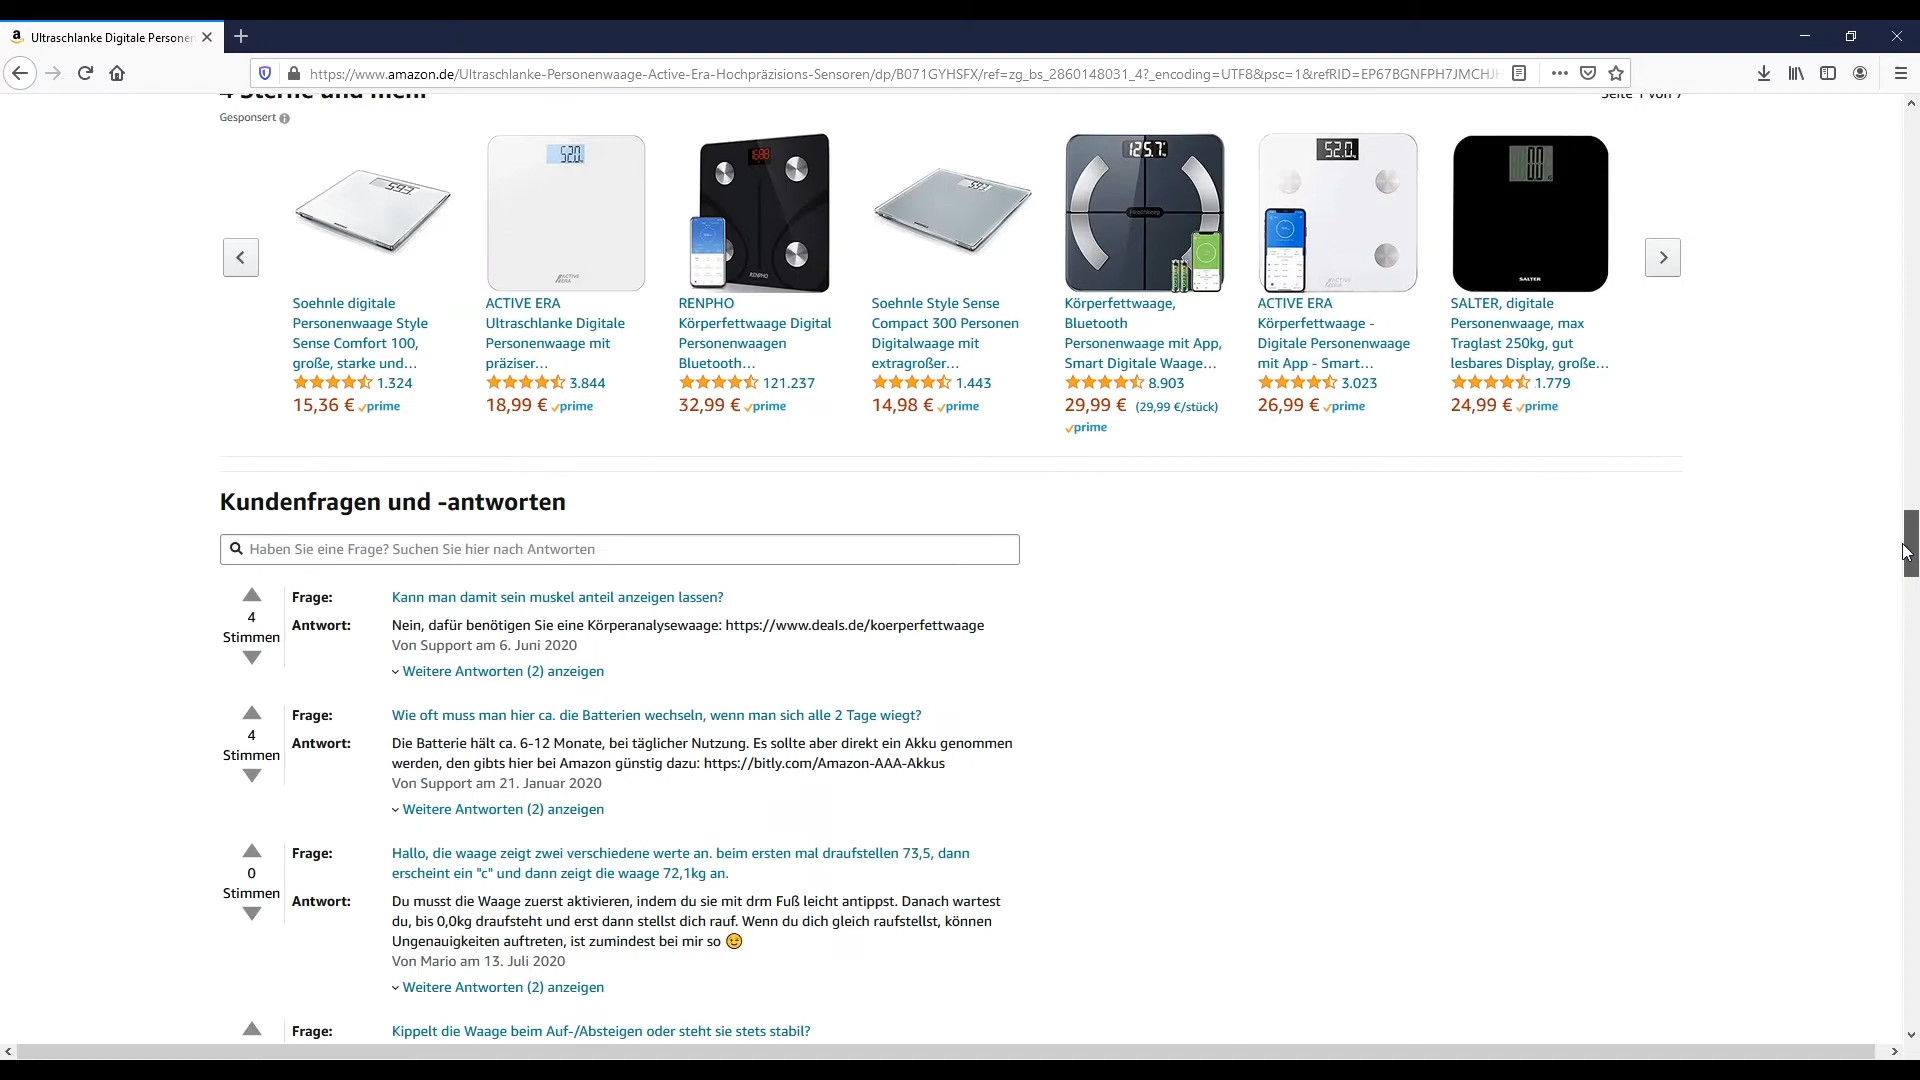 Ultraschlanke Digitale Persone
https://www.amazon.de/Ultraschlanke-Personenwaage-Active-Era-Hochpräzisions-Sensoren/dp/B071GYHSFX/ref=zg_bs_2860148031_4?_encoding=UTF8&psc=1&refRID=EP67BGNFPH7JMCHJH
4 Sterne und mehr
Seite 1 von 7
Gesponsert
Soehnle digitale
Personenwaage Style
Sense Comfort 100,
große, starke und…
1.324
15,36 € prime
ACTIVE ERA
Ultraschlanke Digitale
Personenwaage mit
präziser…
3.844
18,99 € prime
RENPHO
Körperfettwaage Digital
Personenwaagen
Bluetooth…
121.237
32,99 € prime
Soehnle Style Sense
Compact 300 Personen
Digitalwaage mit
extragroßer…
1.443
14,98 € prime
125.7
Körperfettwaage,
Bluetooth
Personenwaage mit App,
Smart Digitale Waage…
8.903
29,99 € (29,99 €/stück)
prime
52.0
ACTIVE ERA
Körperfettwaage -
Digitale Personenwaage
mit App - Smart…
3.023
26,99 € prime
0.0
SALTER
SALTER, digitale
Personenwaage, max
Traglast 250kg, gut
lesbares Display, große…
1.779
24,99 € prime
Kundenfragen und -antworten
Haben Sie eine Frage? Suchen Sie hier nach Antworten
4
Stimmen
Frage: Kann man damit sein muskel anteil anzeigen lassen?
Antwort: Nein, dafür benötigen Sie eine Körperanalysewaage: https://www.deals.de/koerperfettwaage
Von Support am 6. Juni 2020
Weitere Antworten (2) anzeigen
4
Stimmen
Frage: Wie oft muss man hier ca. die Batterien wechseln, wenn man sich alle 2 Tage wiegt?
Antwort: Die Batterie hält ca. 6-12 Monate, bei täglicher Nutzung. Es sollte aber direkt ein Akku genommen
werden, den gibts hier bei Amazon günstig dazu: https://bitly.com/Amazon-AAA-Akkus
Von Support am 21. Januar 2020
Weitere Antworten (2) anzeigen
0
Stimmen
Frage: Hallo, die waage zeigt zwei verschiedene werte an. beim ersten mal draufstellen 73,5, dann
erscheint ein "c" und dann zeigt die waage 72,1kg an.
Antwort: Du musst die Waage zuerst aktivieren, indem du sie mit drm Fuß leicht antippst. Danach wartest
du, bis 0,0kg draufsteht und erst dann stellst dich rauf. Wenn du dich gleich raufstellst, können
Ungenauigkeiten auftreten, ist zumindest bei mir so 😉
Von Mario am 13. Juli 2020
Weitere Antworten (2) anzeigen
Frage: Kippelt die Waage beim Auf-/Absteigen oder steht sie stets stabil?